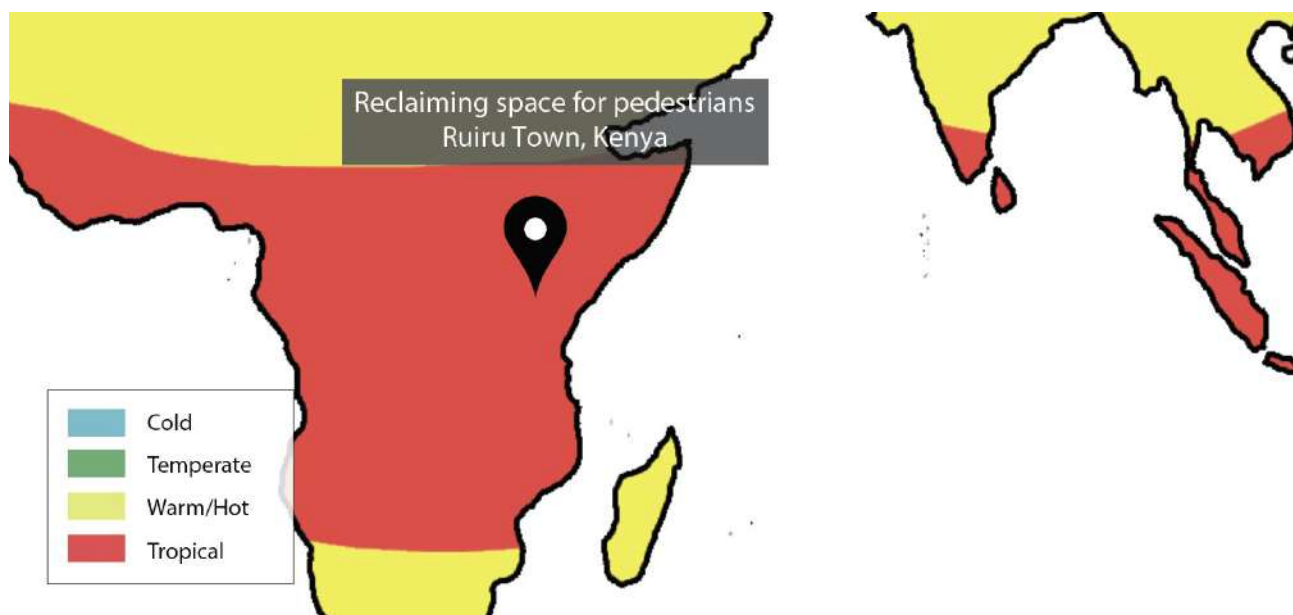 Reclaiming space for pedestrians
Ruiru Town, Kenya
Cold
Temperate
Warm/Hot
Tropical